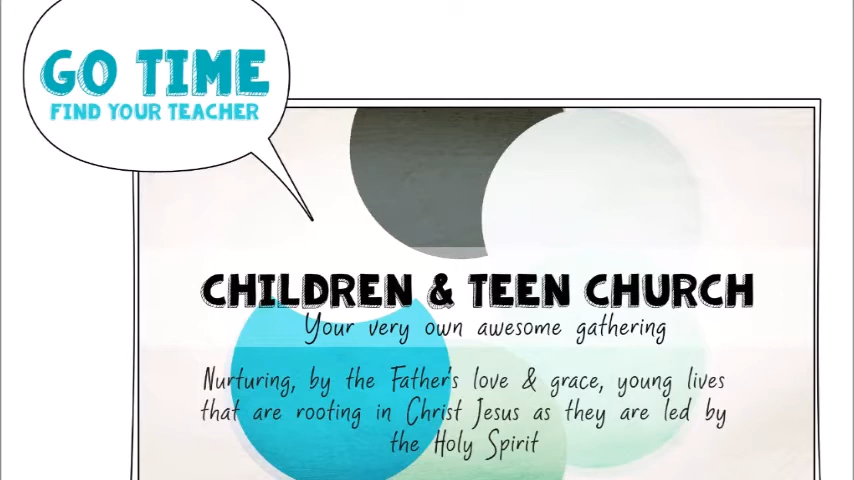 GO TIME
FIND YOUR TEACHER
CHILDREN & TEEN CHURCH
Your very own awesome gathering
Nurturing, by the Father's love & grace, young lives
that are rooting in Christ Jesus as they are led by
the Holy Spirit